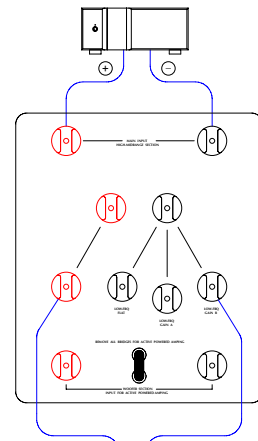 +
−
MAIN INPUT
HIGH/MIDRANGE SECTION
LOW-FREQ
FLAT
LOW-FREQ
GAIN A
LOW-FREQ
GAIN B
REMOVE ALL BRIDGES FOR ACTIVE POWERED AMPING
WOOFER SECTION
INPUT FOR ACTIVE POWERED AMPING